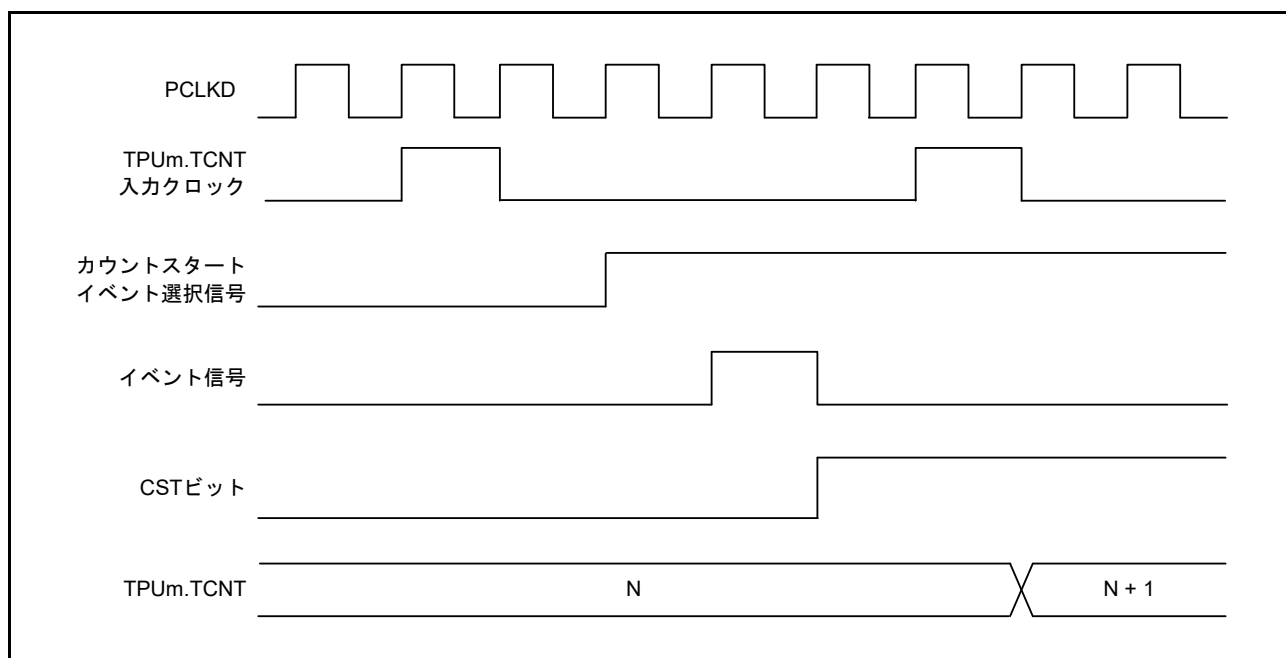 PCLKD
TPUm.TCNT
入力クロック
カウントスタート
イベント選択信号
イベント信号
CSTビット
TPUm.TCNT
N
N + 1